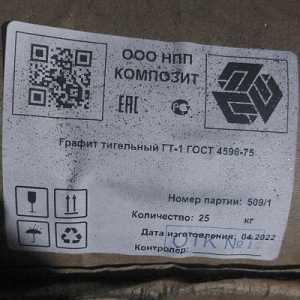 ООО НПП
КОМПОЗИТ
ЕАС
Графит тигельный ГТ-1 ГОСТ 4596-75
Номер партии: 509/1
Количество: 25 кг
Дата изготовления: 04.2022
Контролер
ОТК №1